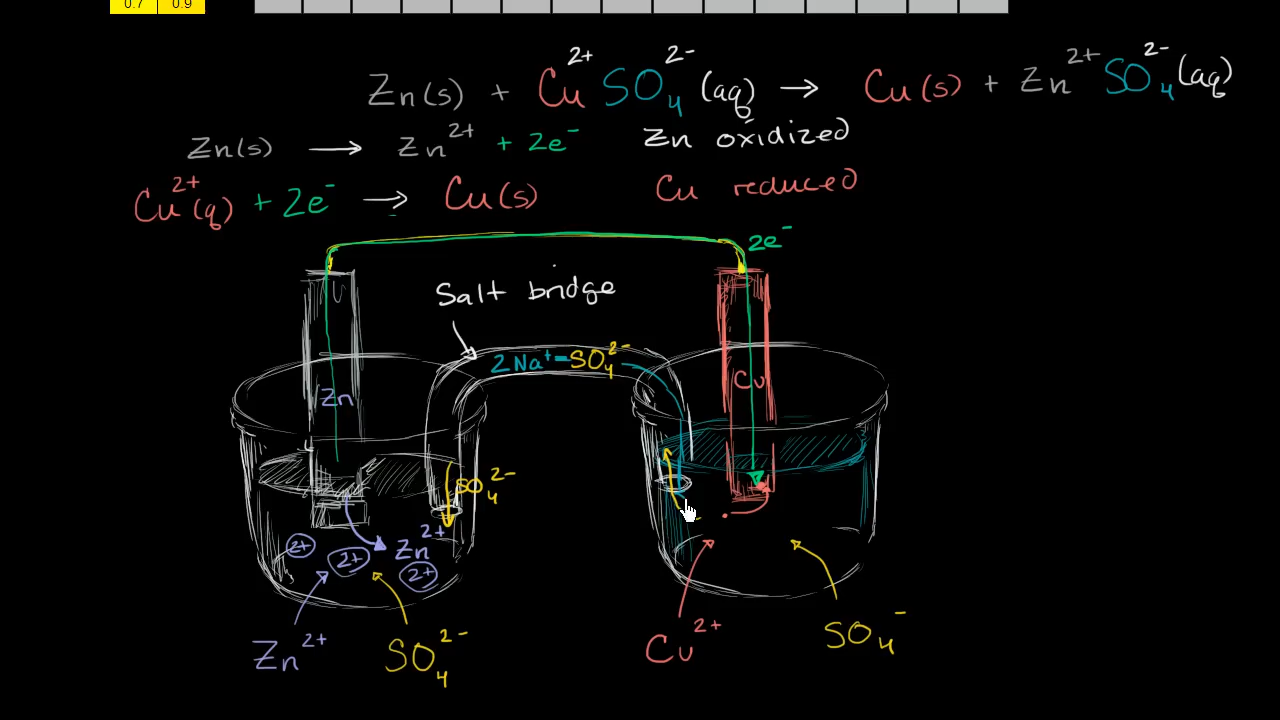 0.7 0.9
Zn(s) + Cu²⁺SO₄²⁻(aq) → Cu(s) + Zn²⁺SO₄²⁻(aq)
Zn(s) → Zn²⁺ + 2e⁻ Zn oxidized
Cu²⁺(q) + 2e⁻ → Cu(s) Cu reduced
2e⁻
Salt bridge
2Na⁺ SO₄²⁻
Zn Cu
SO₄²⁻
Zn²⁺
2+ 2+ 2+
Zn²⁺ SO₄²⁻ Cu²⁺ SO₄⁻